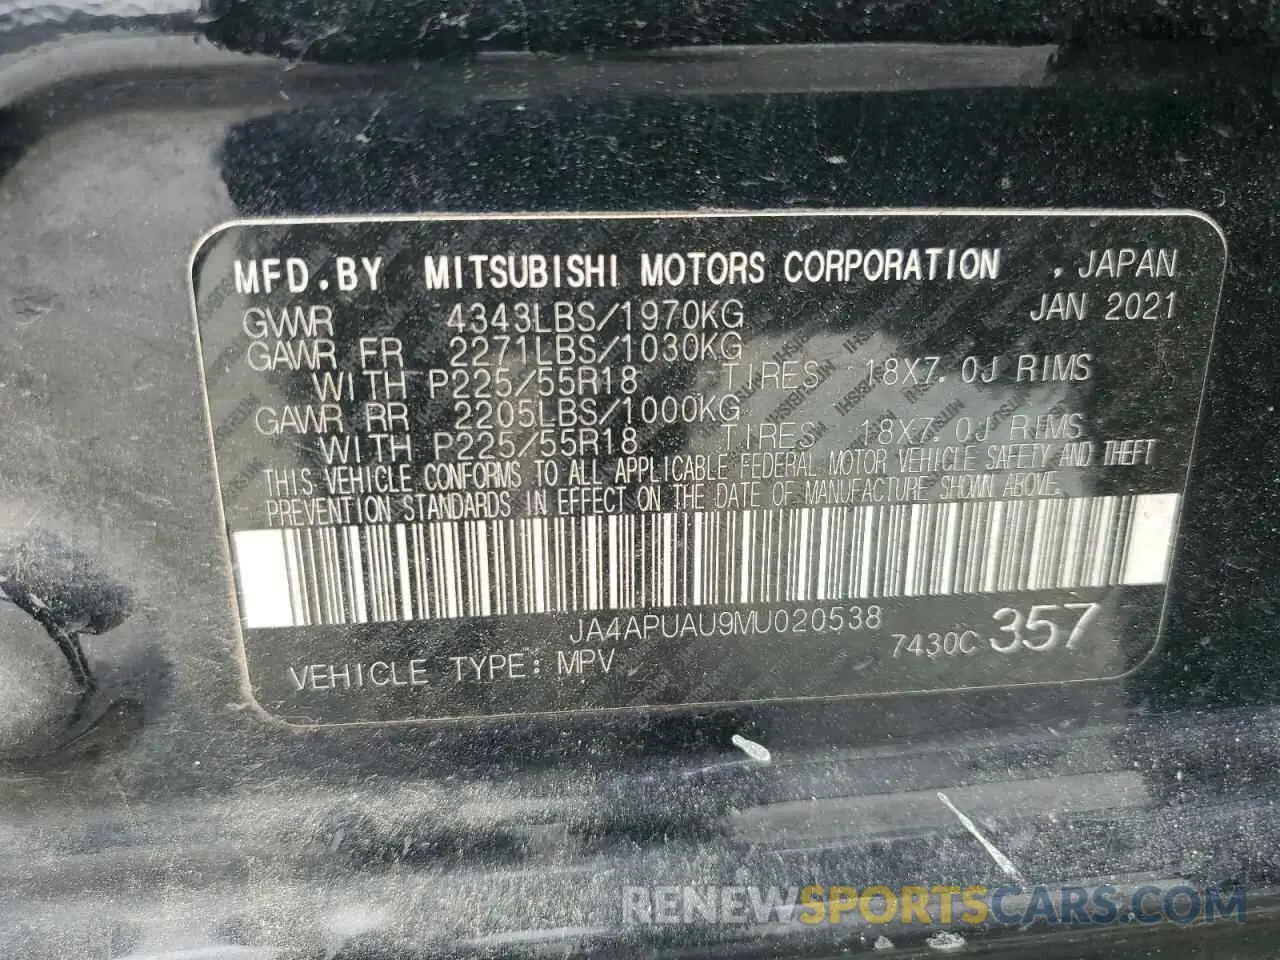 MFD.BY MITSUBISHI MOTORS CORPORATION , JAPAN
GVWR 4343LBS/1970KG JAN 2021
GAWR FR 2271LBS/1030KG
WITH P225/55R18 TIRES 18X7.0J RIMS
GAWR RR 2205LBS/1000KG
WITH P225/55R18 TIRES 18X7.0J RIMS
THIS VEHICLE CONFORMS TO ALL APPLICABLE FEDERAL MOTOR VEHICLE SAFETY AND THEFT
PREVENTION STANDARDS IN EFFECT ON THE DATE OF MANUFACTURE SHOWN ABOVE.
JA4APUAU9MU020538
VEHICLE TYPE: MPV 7430C 357
RENEWSPORTSCARS.COM